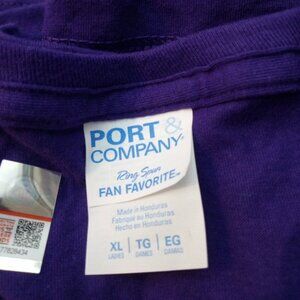 PORT &
COMPANY
Ring Spun
FAN FAVORITE™
Made in Honduras
Fabriqué au Honduras
Hecho en Honduras
XL | TG | EG
LADIES DAMES DAMAS